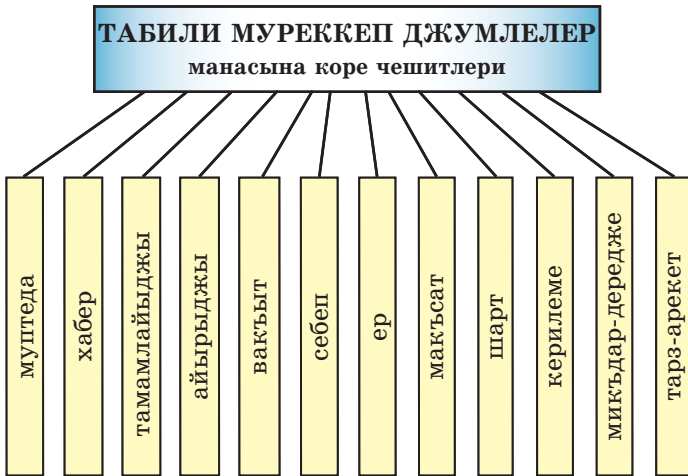 ТАБИЛИ МУРЕККЕП ДЖУМЛЕЛЕР
манасына коре чешитлери
муптеда
хабер
тамамлайыджы
айырыджы
вакъыт
себеп
ер
макъсат
шарт
керилеме
микъдар-дередже
тарз-арекет